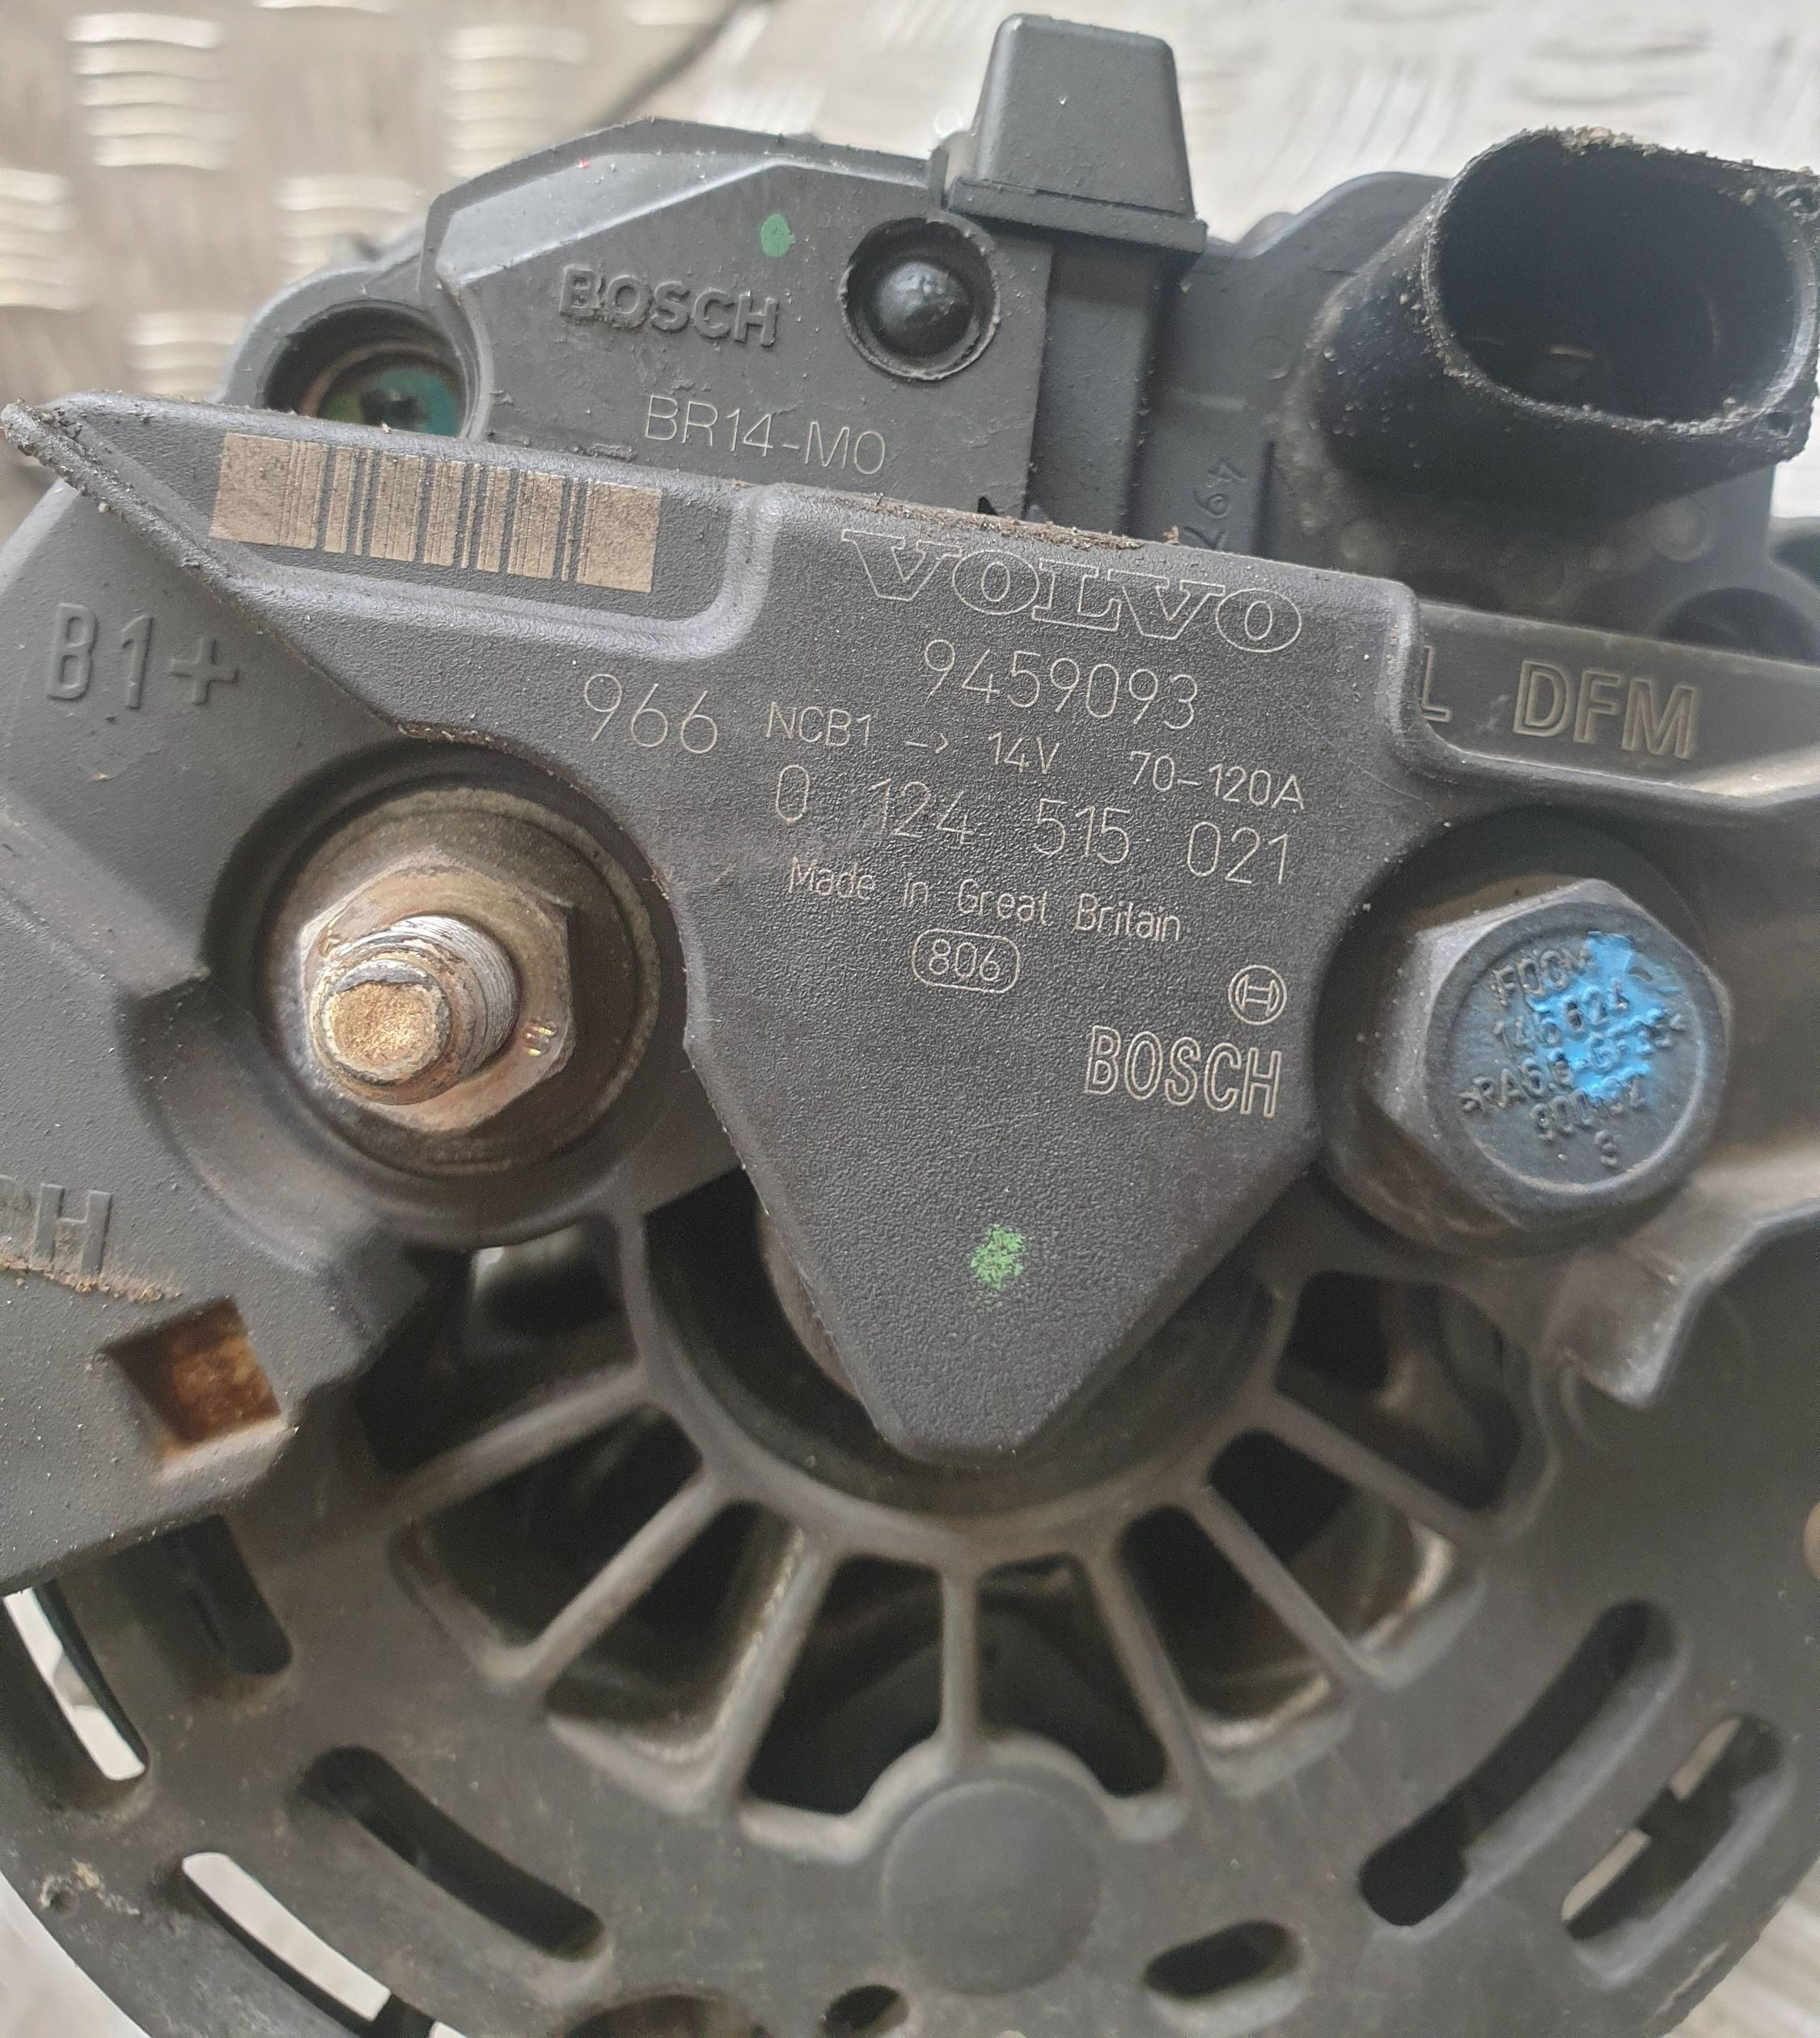 BOSCH
BR14-M0
497
VOLVO
9459093
B1+
966
NCB1 -> 14V 70-120A
L DFM
0 124 515 021
Made in Great Britain
806
BOSCH
H